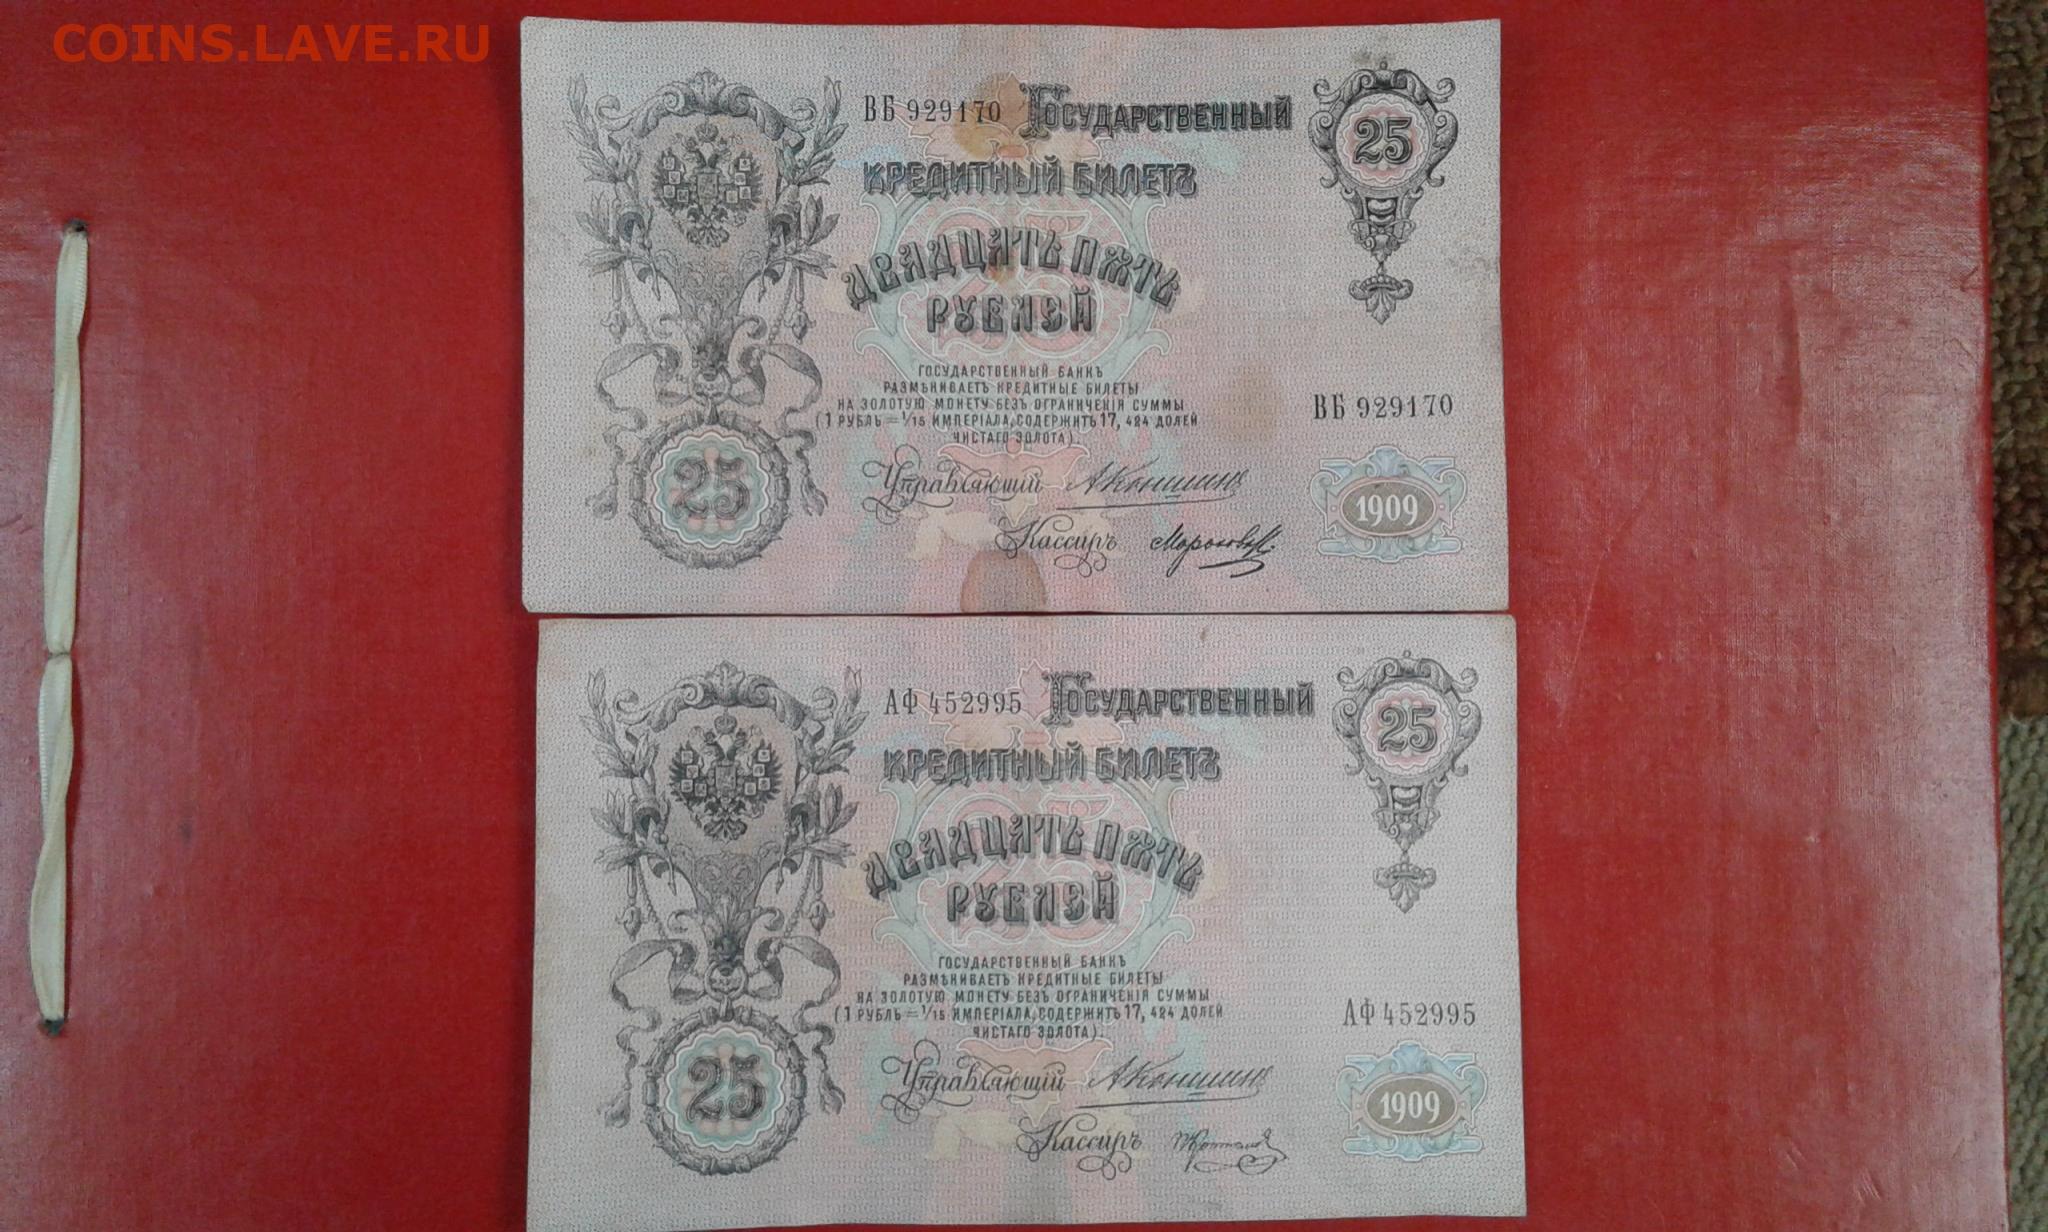 COINS.LAVE.RU
ВБ 929170 Государственный
25
кредитный билетъ
двадцать пять
рублей
государственный банкъ
размѣниваетъ кредитные билеты
на золотую монету безъ ограниченія суммы
ВБ 929170
(1 рубль = 1/15 имперіала, содержитъ 17,424 долей
чистаго золота).
25
Управляющій АКоншинъ
1909
Кассиръ Морозовъ
АФ 452995 Государственный
25
кредитный билетъ
двадцать пять
рублей
государственный банкъ
размѣниваетъ кредитные билеты
на золотую монету безъ ограниченія суммы
АФ 452995
(1 рубль = 1/15 имперіала, содержитъ 17,424 долей
чистаго золота).
25
Управляющій АКоншинъ
1909
Кассиръ